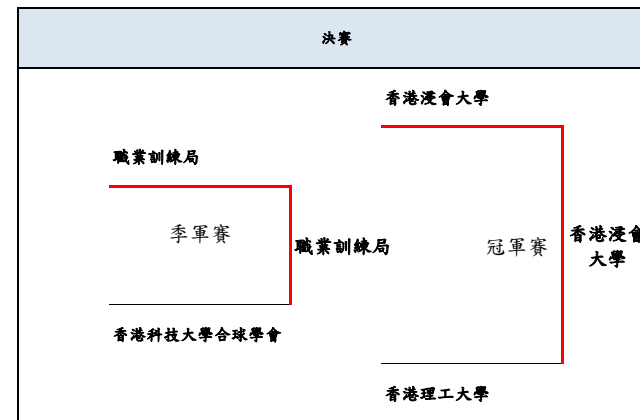 決賽
香港浸會大學
職業訓練局
季軍賽
職業訓練局
冠軍賽
香港浸會
大學
香港科技大學合球學會
香港理工大學